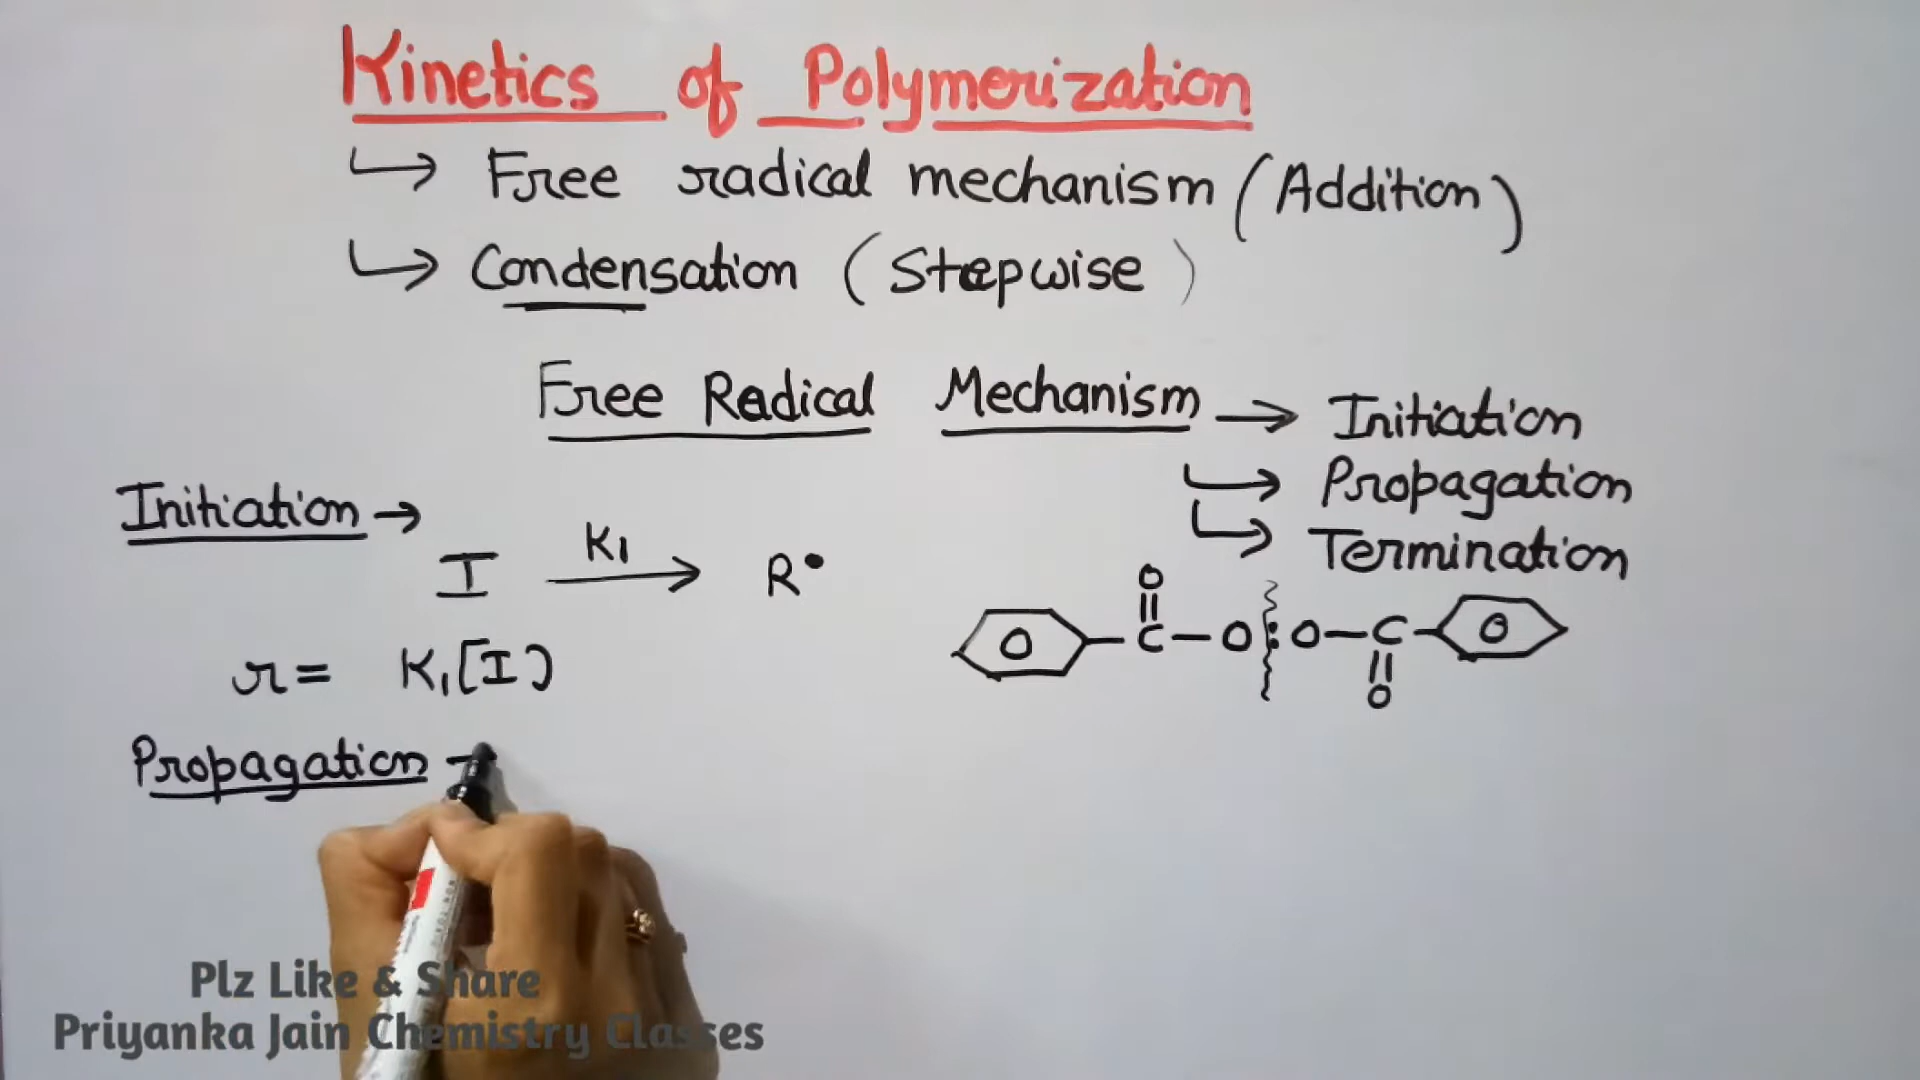 Kinetics of Polymerization
↳ Free radical mechanism (Addition)
↳ Condensation (Stepwise)
Free Radical Mechanism → Initiation
↳ Propagation
↳ Termination
Initiation →
I K1 → R•
r = K1[I]
O
C - O : O - C
O
Propagation -
Plz Like & Share
Priyanka Jain Chemistry Classes